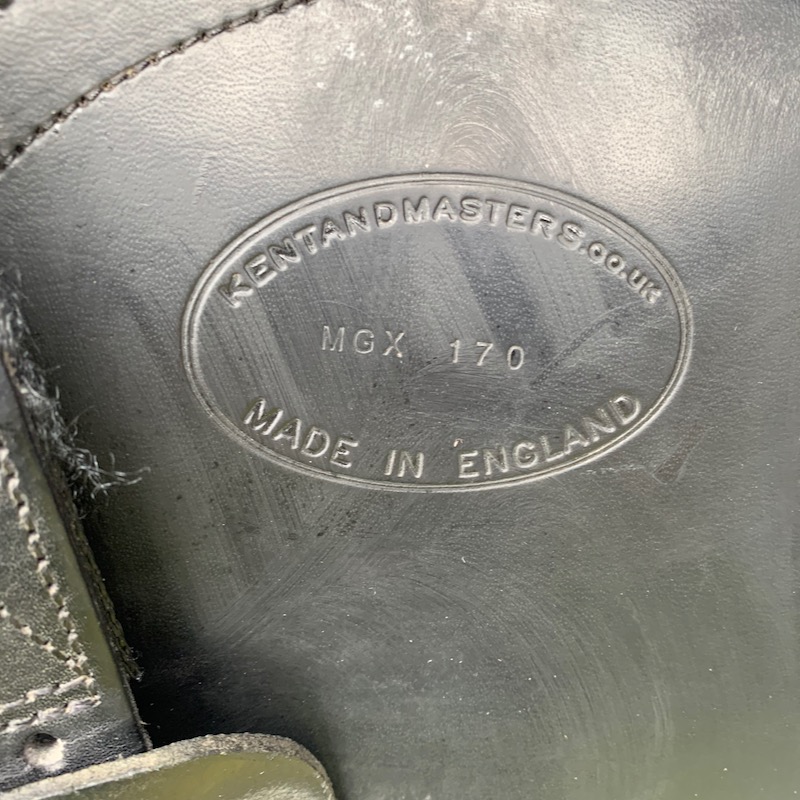 KENTANDMASTERS.CO.UK
MGX 170
MADE IN ENGLAND